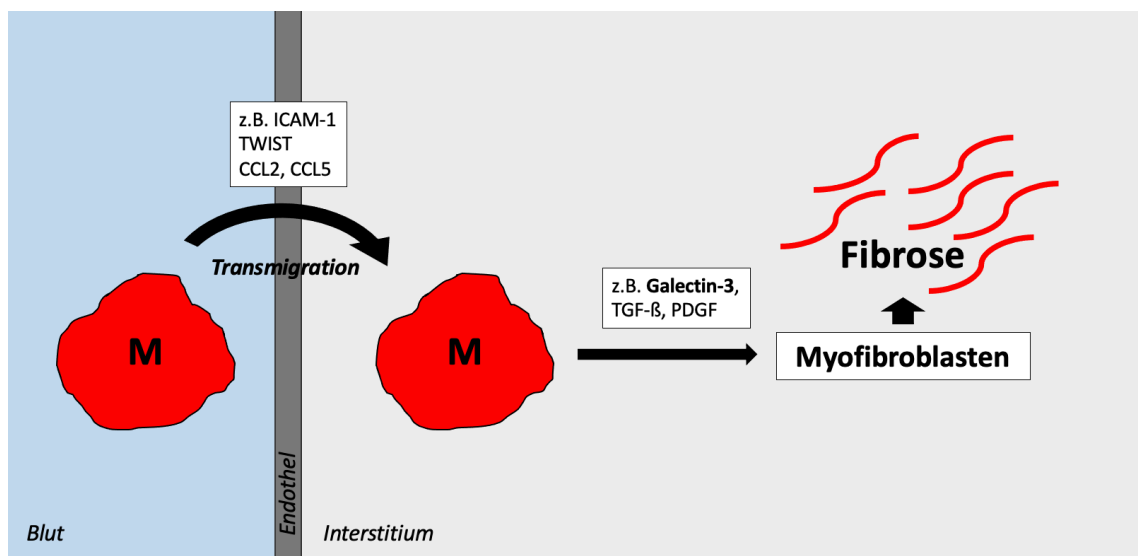 z.B. ICAM-1
TWIST
CCL2, CCL5
Transmigration
M
M
z.B. Galectin-3,
TGF-ß, PDGF
Fibrose
Myofibroblasten
Blut
Endothel
Interstitium